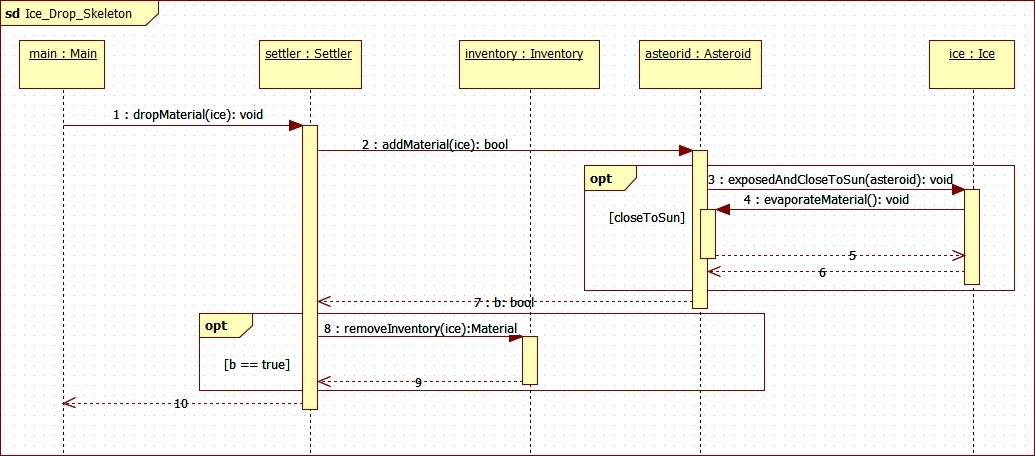 sd Ice_Drop_Skeleton
main : Main
settler : Settler
inventory : Inventory
asteorid : Asteroid
ice : Ice
1 : dropMaterial(ice): void
2 : addMaterial(ice): bool
opt
3 : exposedAndCloseToSun(asteroid): void
4 : evaporateMaterial(): void
[closeToSun]
5
6
7 : b: bool
opt
8 : removeInventory(ice):Material
[b == true]
9
10